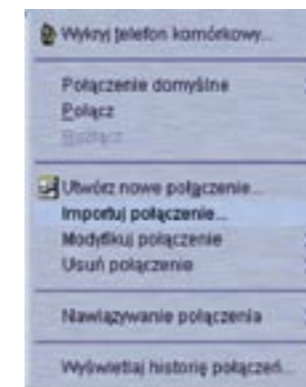 Wykryj telefon komórkowy...
Połączenie domyślne
Połącz
Rozłącz
Utwórz nowe połączenie...
Importuj połączenie...
Modyfikuj połączenie
Usuń połączenie
Nawiązywanie połączenia
Wyświetlaj historię połączeń...